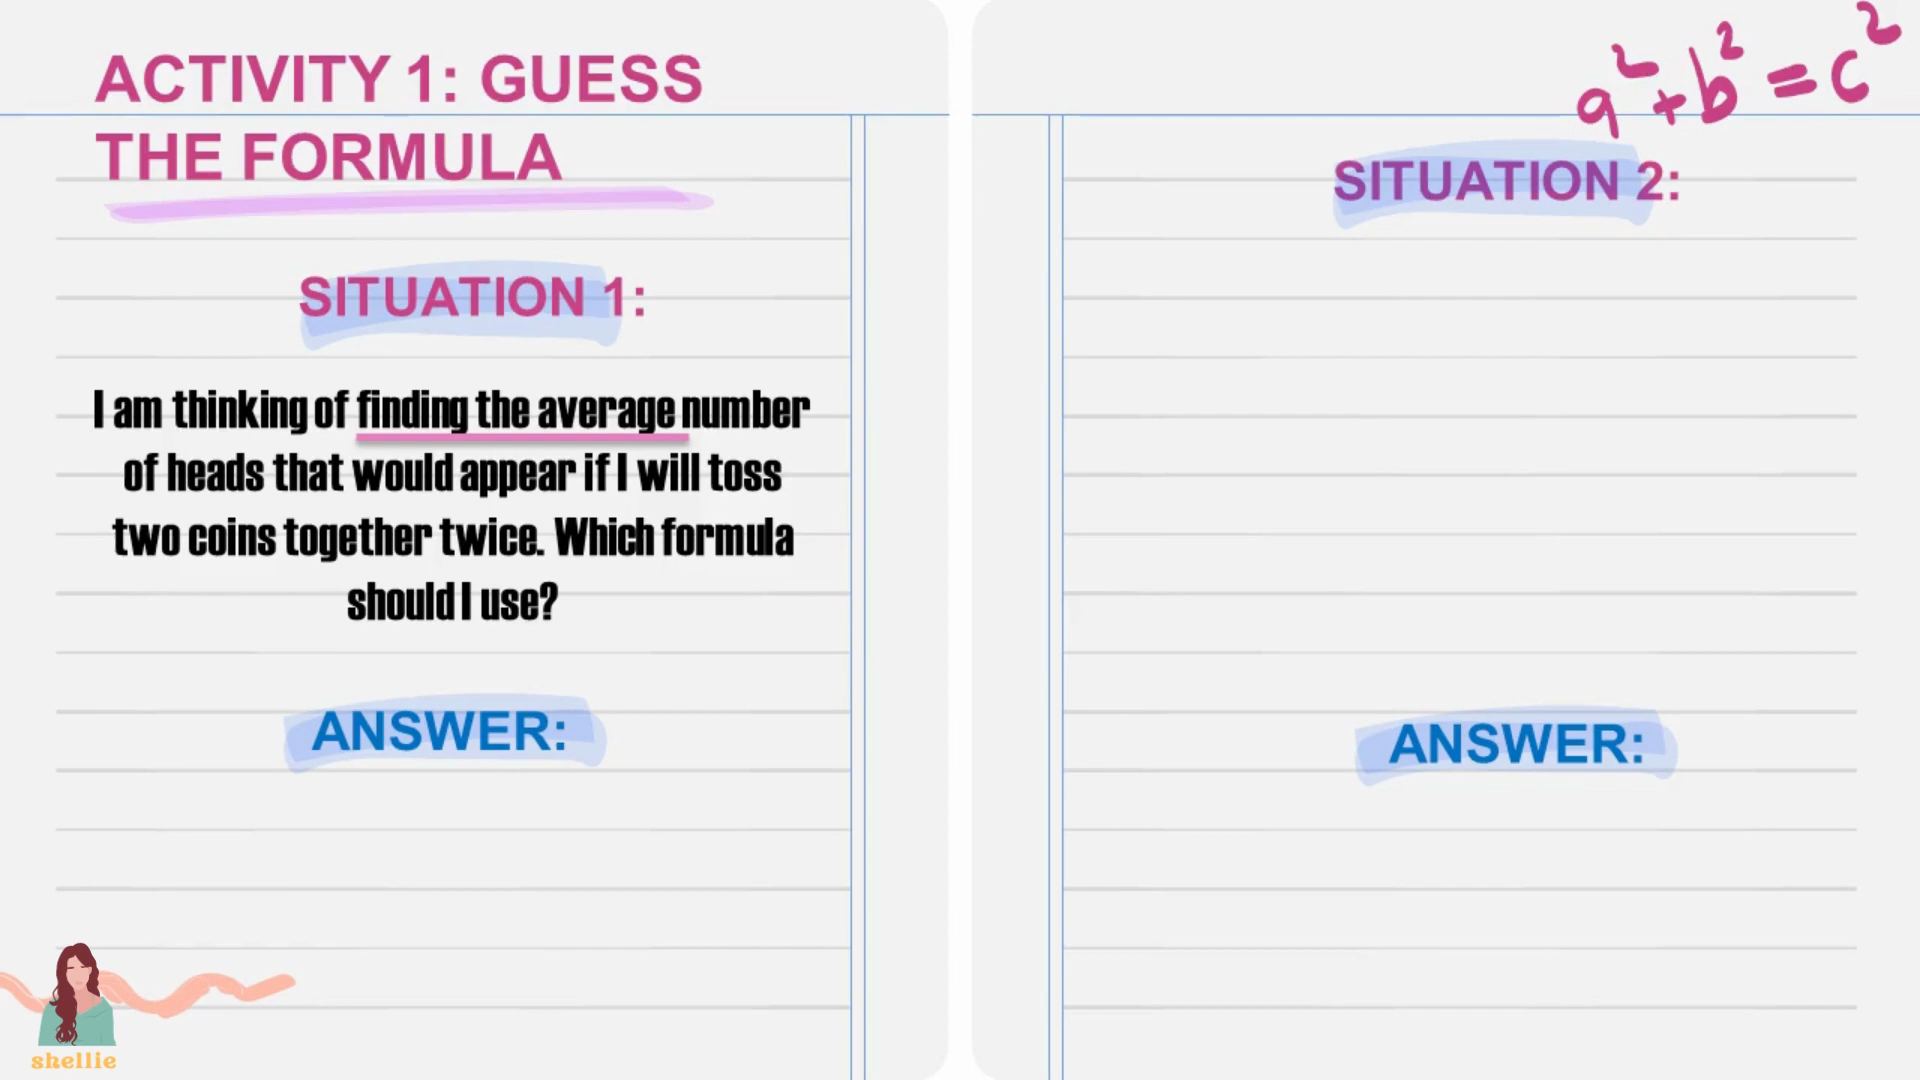 ACTIVITY 1: GUESS
THE FORMULA
SITUATION 1:
I am thinking of finding the average number
of heads that would appear if I will toss
two coins together twice. Which formula
should I use?
ANSWER:
shellie
a²+b²=c²
SITUATION 2:
ANSWER: